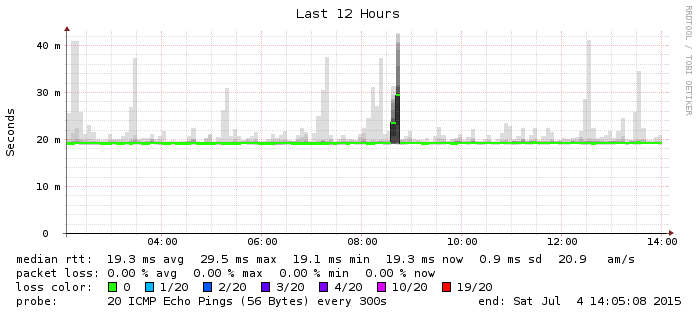 Last 12 Hours
RRDTOOL / TOBI OETIKER
Seconds
40 m
30 m
20 m
10 m
0
04:00 06:00 08:00 10:00 12:00 14:00
median rtt: 19.3 ms avg 29.5 ms max 19.1 ms min 19.3 ms now 0.9 ms sd 20.9 am/s
packet loss: 0.00 % avg 0.00 % max 0.00 % min 0.00 % now
loss color: 0 1/20 2/20 3/20 4/20 10/20 19/20
probe: 20 ICMP Echo Pings (56 Bytes) every 300s end: Sat Jul 4 14:05:08 2015